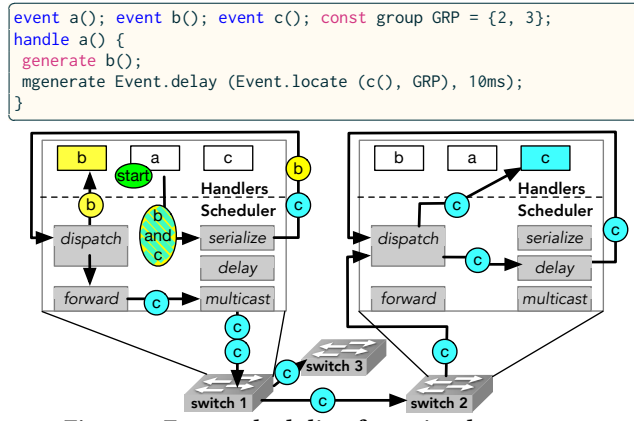 event a(); event b(); event c(); const group GRP = {2, 3};
handle a() {
generate b();
mgenerate Event.delay (Event.locate (c(), GRP), 10ms);
}
b
a
c
start
b
b
c
Handlers
Scheduler
b
and
c
dispatch
serialize
delay
forward
c
multicast
c
c
c
switch 3
switch 1
c
switch 2
b
a
c
c
Handlers
Scheduler
c
dispatch
serialize
c
delay
forward
multicast
c